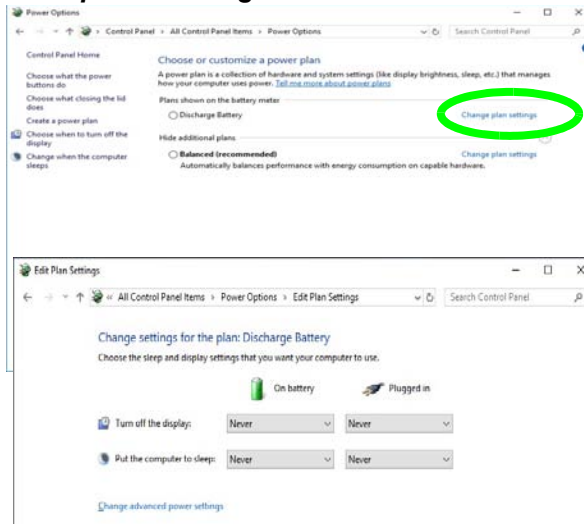 Power Options
Control Panel > All Control Panel Items > Power Options
Search Control Panel
Control Panel Home
Choose what the power
buttons do
Choose what closing the lid
does
Create a power plan
Choose when to turn off the
display
Change when the computer
sleeps
Choose or customize a power plan
A power plan is a collection of hardware and system settings (like display brightness, sleep, etc.) that manages
how your computer uses power. Tell me more about power plans
Plans shown on the battery meter
Discharge Battery
Change plan settings
Hide additional plans
Balanced (recommended)
Change plan settings
Automatically balances performance with energy consumption on capable hardware.
Edit Plan Settings
« All Control Panel Items > Power Options > Edit Plan Settings
Search Control Panel
Change settings for the plan: Discharge Battery
Choose the sleep and display settings that you want your computer to use.
On battery
Plugged in
Turn off the display:
Never
Never
Put the computer to sleep:
Never
Never
Change advanced power settings